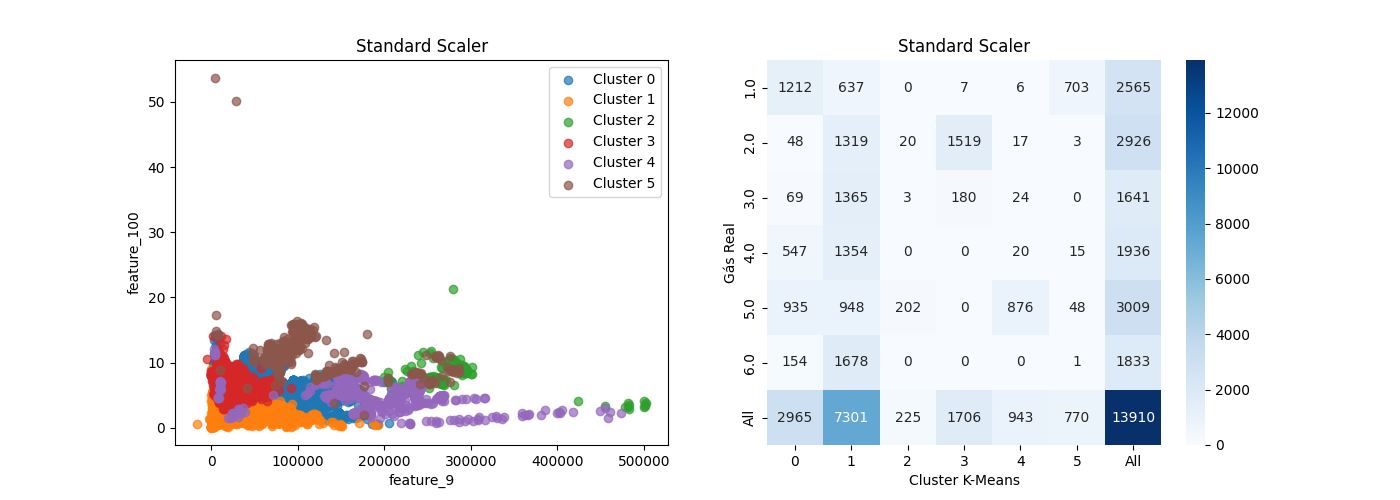 Standard Scaler
Cluster 0
Cluster 1
Cluster 2
Cluster 3
Cluster 4
Cluster 5
50
40
30
20
10
0
feature_100
0 100000 200000 300000 400000 500000
feature_9
Standard Scaler
Gás Real
1.0 1212 637 0 7 6 703 2565
2.0 48 1319 20 1519 17 3 2926
3.0 69 1365 3 180 24 0 1641
4.0 547 1354 0 0 20 15 1936
5.0 935 948 202 0 876 48 3009
6.0 154 1678 0 0 0 1 1833
All 2965 7301 225 1706 943 770 13910
0 1 2 3 4 5 All
Cluster K-Means
12000
10000
8000
6000
4000
2000
0